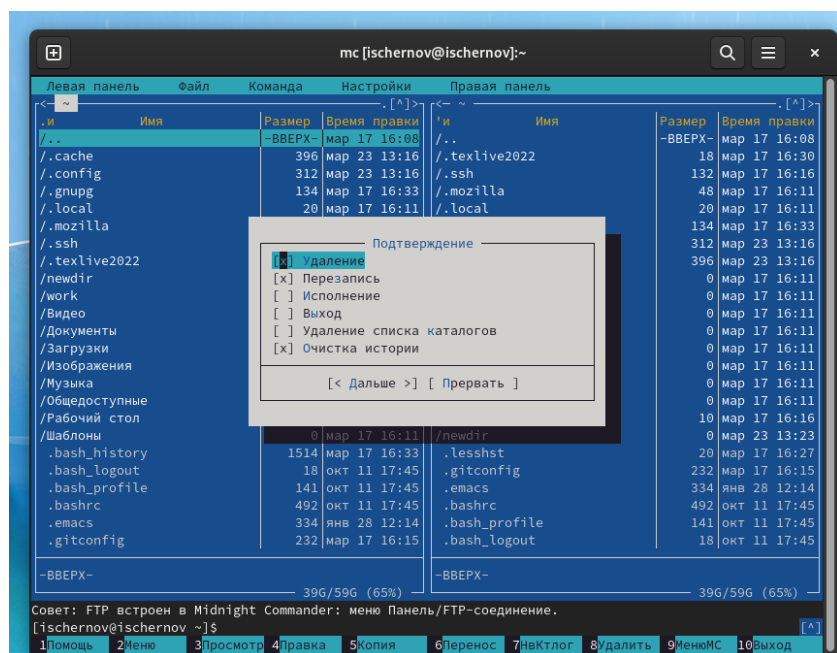 mc [ischernov@ischernov]:~
Левая панель Файл Команда Настройки Правая панель
<— ~ .[^]> <— ~ .[^]>
.и Имя Размер Время правки 'и Имя Размер Время правки
/.. -ВВЕРХ- мар 17 16:08 /.. -ВВЕРХ- мар 17 16:08
/.cache 396 мар 23 13:16 /.texlive2022 18 мар 17 16:30
/.config 312 мар 23 13:16 /.ssh 132 мар 17 16:16
/.gnupg 134 мар 17 16:33 /.mozilla 48 мар 17 16:11
/.local 20 мар 17 16:11 /.local 20 мар 17 16:11
/.mozilla 134 мар 17 16:33
/.ssh 312 мар 23 13:16
/.texlive2022 396 мар 23 13:16
/newdir 0 мар 17 16:11
/work 0 мар 17 16:11
/Видео 0 мар 17 16:11
/Документы 0 мар 17 16:11
/Загрузки 0 мар 17 16:11
/Изображения 0 мар 17 16:11
/Музыка 0 мар 17 16:11
/Общедоступные 0 мар 17 16:11
/Рабочий стол 10 мар 17 16:16
/Шаблоны 0 мар 17 16:11 /newdir 0 мар 23 13:23
.bash_history 1514 мар 17 16:33 .lesshst 20 мар 17 16:27
.bash_logout 18 окт 11 17:45 .gitconfig 232 мар 17 16:15
.bash_profile 141 окт 11 17:45 .emacs 334 янв 28 12:14
.bashrc 492 окт 11 17:45 .bashrc 492 окт 11 17:45
.emacs 334 янв 28 12:14 .bash_profile 141 окт 11 17:45
.gitconfig 232 мар 17 16:15 .bash_logout 18 окт 11 17:45
Подтверждение
[x] Удаление
[x] Перезапись
[ ] Исполнение
[ ] Выход
[ ] Удаление списка каталогов
[x] Очистка истории
[< Дальше >] [ Прервать ]
-ВВЕРХ- -ВВЕРХ-
39G/59G (65%) 39G/59G (65%)
Совет: FTP встроен в Midnight Commander: меню Панель/FTP-соединение.
[ischernov@ischernov ~]$ [^]
1Помощь 2Меню 3Просмотр 4Правка 5Копия 6Перенос 7НвКтлог 8Удалить 9МенюМС 10Выход